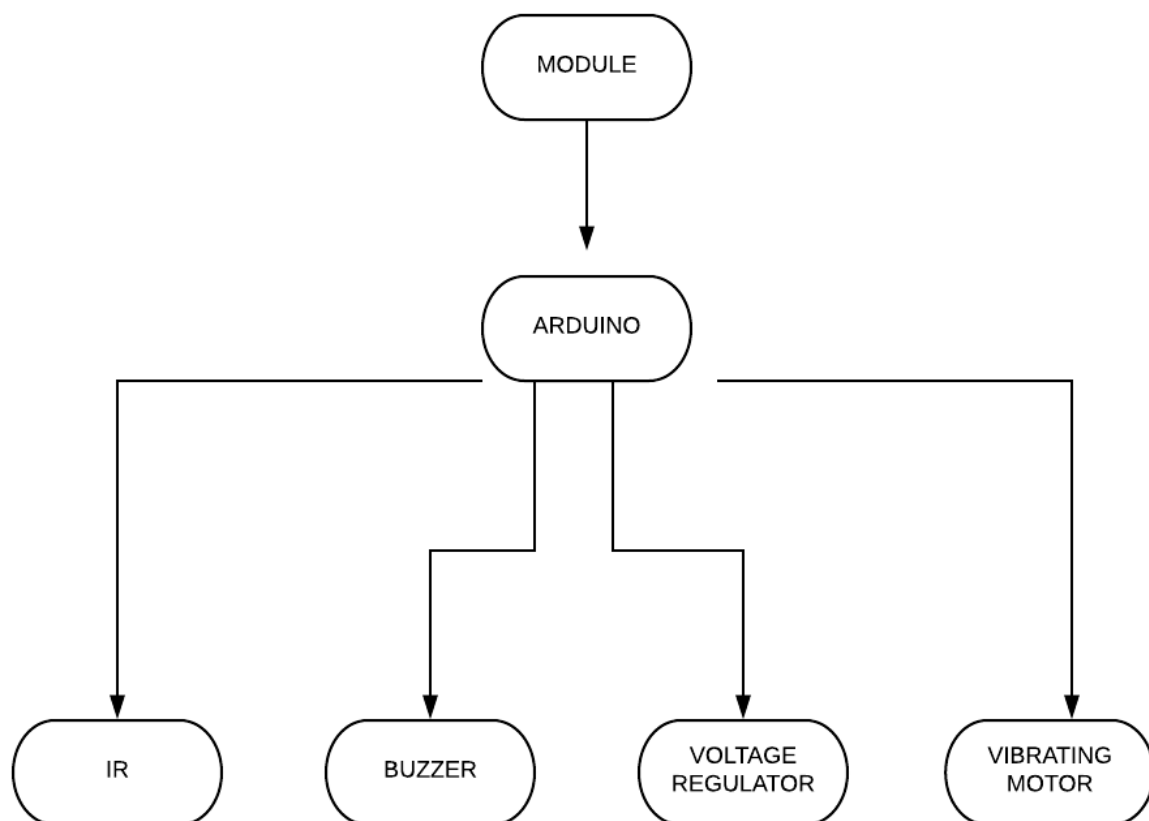 MODULE
ARDUINO
IR
BUZZER
VOLTAGE
REGULATOR
VIBRATING
MOTOR